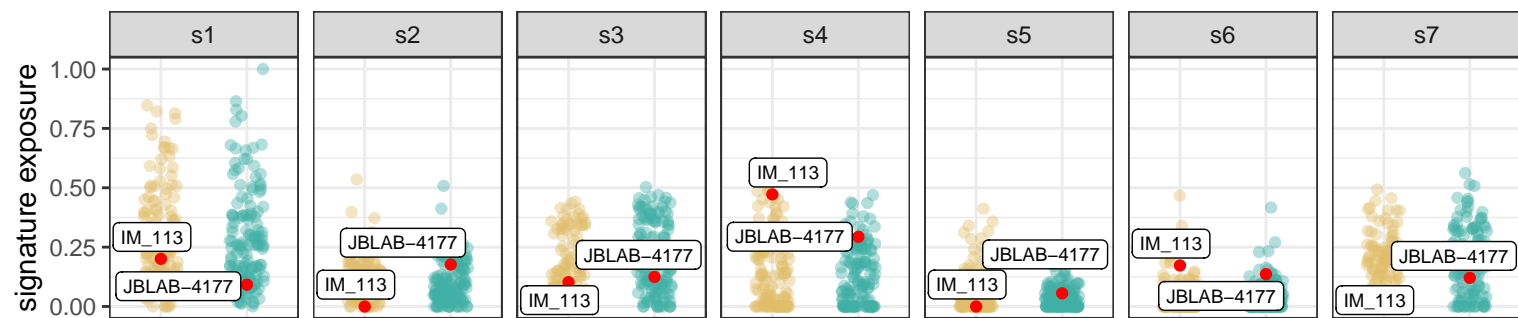 s1 s2 s3 s4 s5 s6 s7
signature exposure
1.00
0.75
0.50
0.25
0.00
IM_113
JBLAB−4177
IM_113
JBLAB−4177
IM_113
JBLAB−4177
IM_113
JBLAB−4177
IM_113
JBLAB−4177
IM_113
JBLAB−4177
IM_113
JBLAB−4177